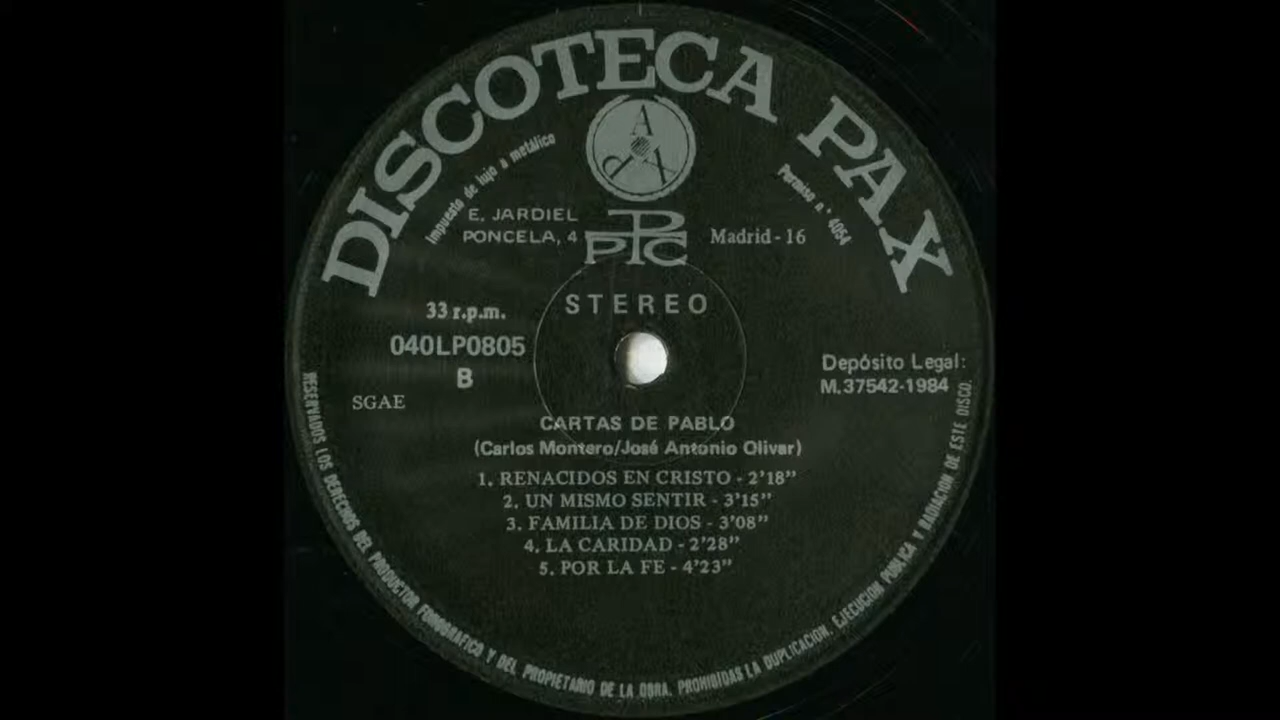 DISCOTECA PAX
Impuesto de lujo a metálico
Permiso n.° 4054
PAX
E. JARDIEL
PONCELA, 4
PPC
Madrid - 16
STEREO
33 r.p.m.
040LP0805
B
SGAE
Depósito Legal:
M.37542-1984
CARTAS DE PABLO
(Carlos Montero/José Antonio Olivar)
1. RENACIDOS EN CRISTO - 2'18"
2. UN MISMO SENTIR - 3'15"
3. FAMILIA DE DIOS - 3'08"
4. LA CARIDAD - 2'28"
5. POR LA FE - 4'23"
RESERVADOS LOS DERECHOS DEL PRODUCTOR FONOGRAFICO Y DEL PROPIETARIO DE LA OBRA. PROHIBIDAS LA DUPLICACION, EJECUCION PUBLICA Y RADIACION DE ESTE DISCO.